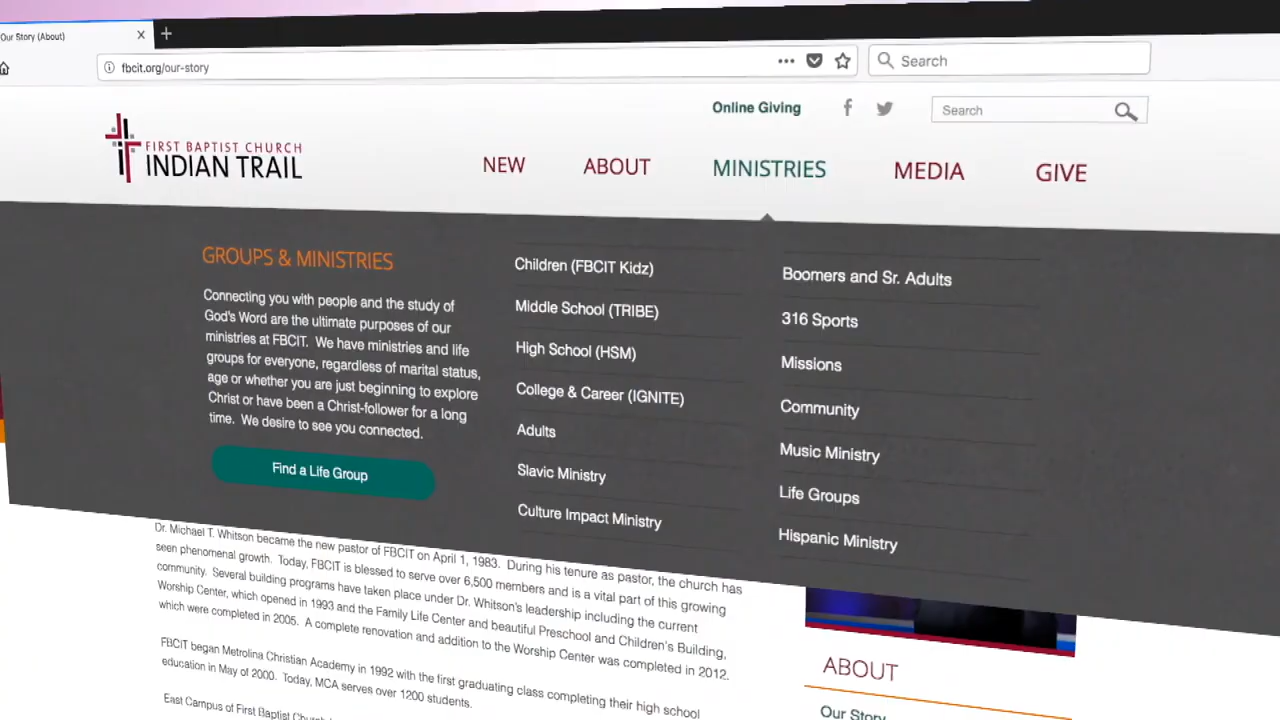 Our Story (About)
fbcit.org/our-story
Search
Online Giving
Search
FIRST BAPTIST CHURCH
INDIAN TRAIL
NEW
ABOUT
MINISTRIES
MEDIA
GIVE
GROUPS & MINISTRIES
Connecting you with people and the study of
God's Word are the ultimate purposes of our
ministries at FBCIT. We have ministries and life
groups for everyone, regardless of marital status,
age or whether you are just beginning to explore
Christ or have been a Christ-follower for a long
time. We desire to see you connected.
Find a Life Group
Children (FBCIT Kidz)
Middle School (TRIBE)
High School (HSM)
College & Career (IGNITE)
Adults
Slavic Ministry
Culture Impact Ministry
Boomers and Sr. Adults
316 Sports
Missions
Community
Music Ministry
Life Groups
Hispanic Ministry
Dr. Michael T. Whitson became the new pastor of FBCIT on April 1, 1983. During his tenure as pastor, the church has
seen phenomenal growth. Today, FBCIT is blessed to serve over 6,500 members and is a vital part of this growing
community. Several building programs have taken place under Dr. Whitson's leadership including the current
Worship Center, which opened in 1993 and the Family Life Center and beautiful Preschool and Children's Building,
which were completed in 2005. A complete renovation and addition to the Worship Center was completed in 2012.
FBCIT began Metrolina Christian Academy in 1992 with the first graduating class completing their high school
education in May of 2000. Today, MCA serves over 1200 students.
East Campus of First Baptist Church
ABOUT
Our Story